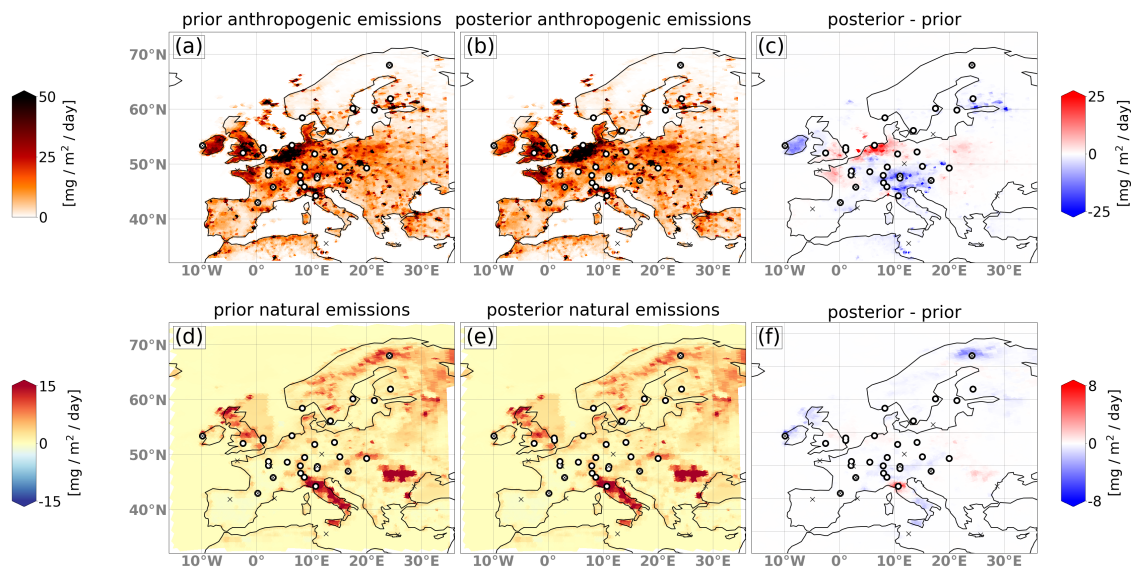 prior anthropogenic emissions posterior anthropogenic emissions posterior - prior
(a) (b) (c)
70°N
60°N
50°N
40°N
50
25
0
[mg / m² / day]
25
0
-25
[mg / m² / day]
10°W 0° 10°E 20°E 30°E 10°W 0° 10°E 20°E 30°E 10°W 0° 10°E 20°E 30°E
prior natural emissions posterior natural emissions posterior - prior
(d) (e) (f)
70°N
60°N
50°N
40°N
15
0
-15
[mg / m² / day]
8
0
-8
[mg / m² / day]
10°W 0° 10°E 20°E 30°E 10°W 0° 10°E 20°E 30°E 10°W 0° 10°E 20°E 30°E